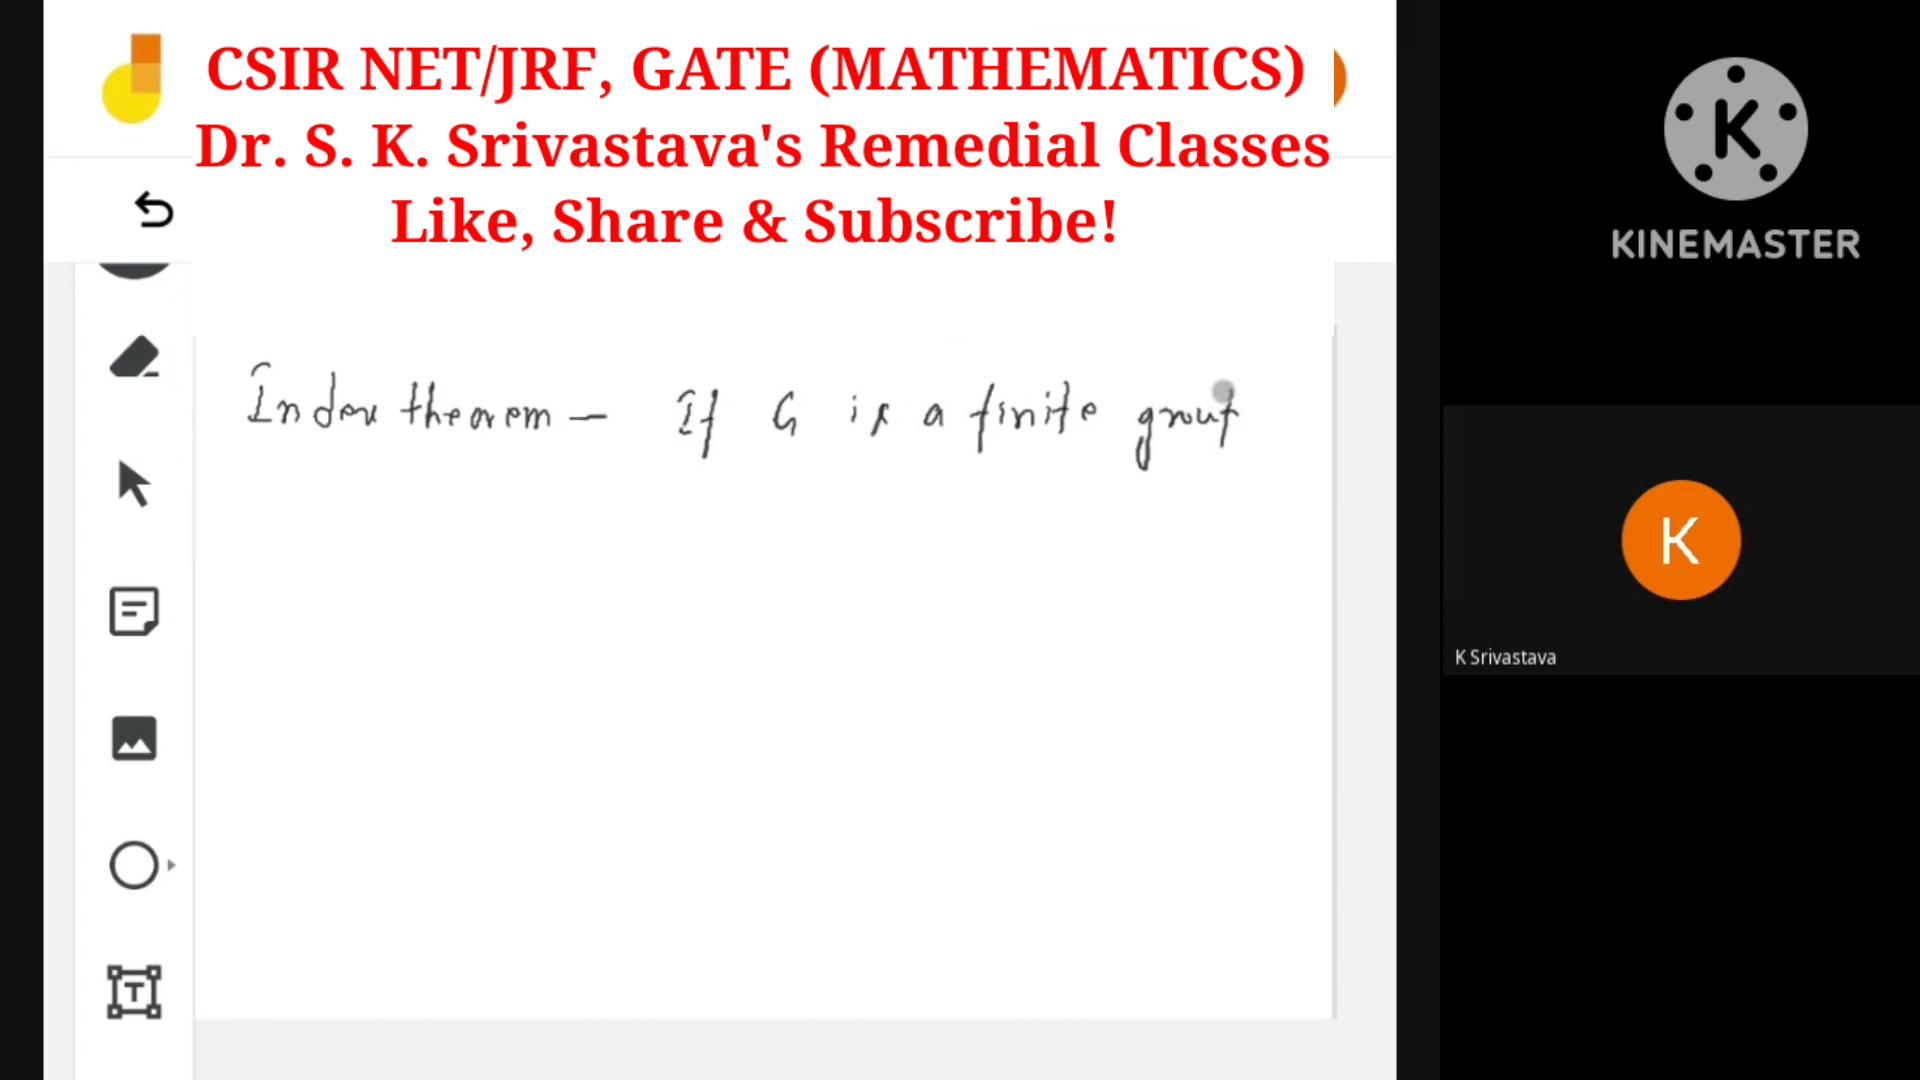 CSIR NET/JRF, GATE (MATHEMATICS)
Dr. S. K. Srivastava's Remedial Classes
Like, Share & Subscribe!
Index theorem — If G is a finite group
K
KINEMASTER
K
K Srivastava
T